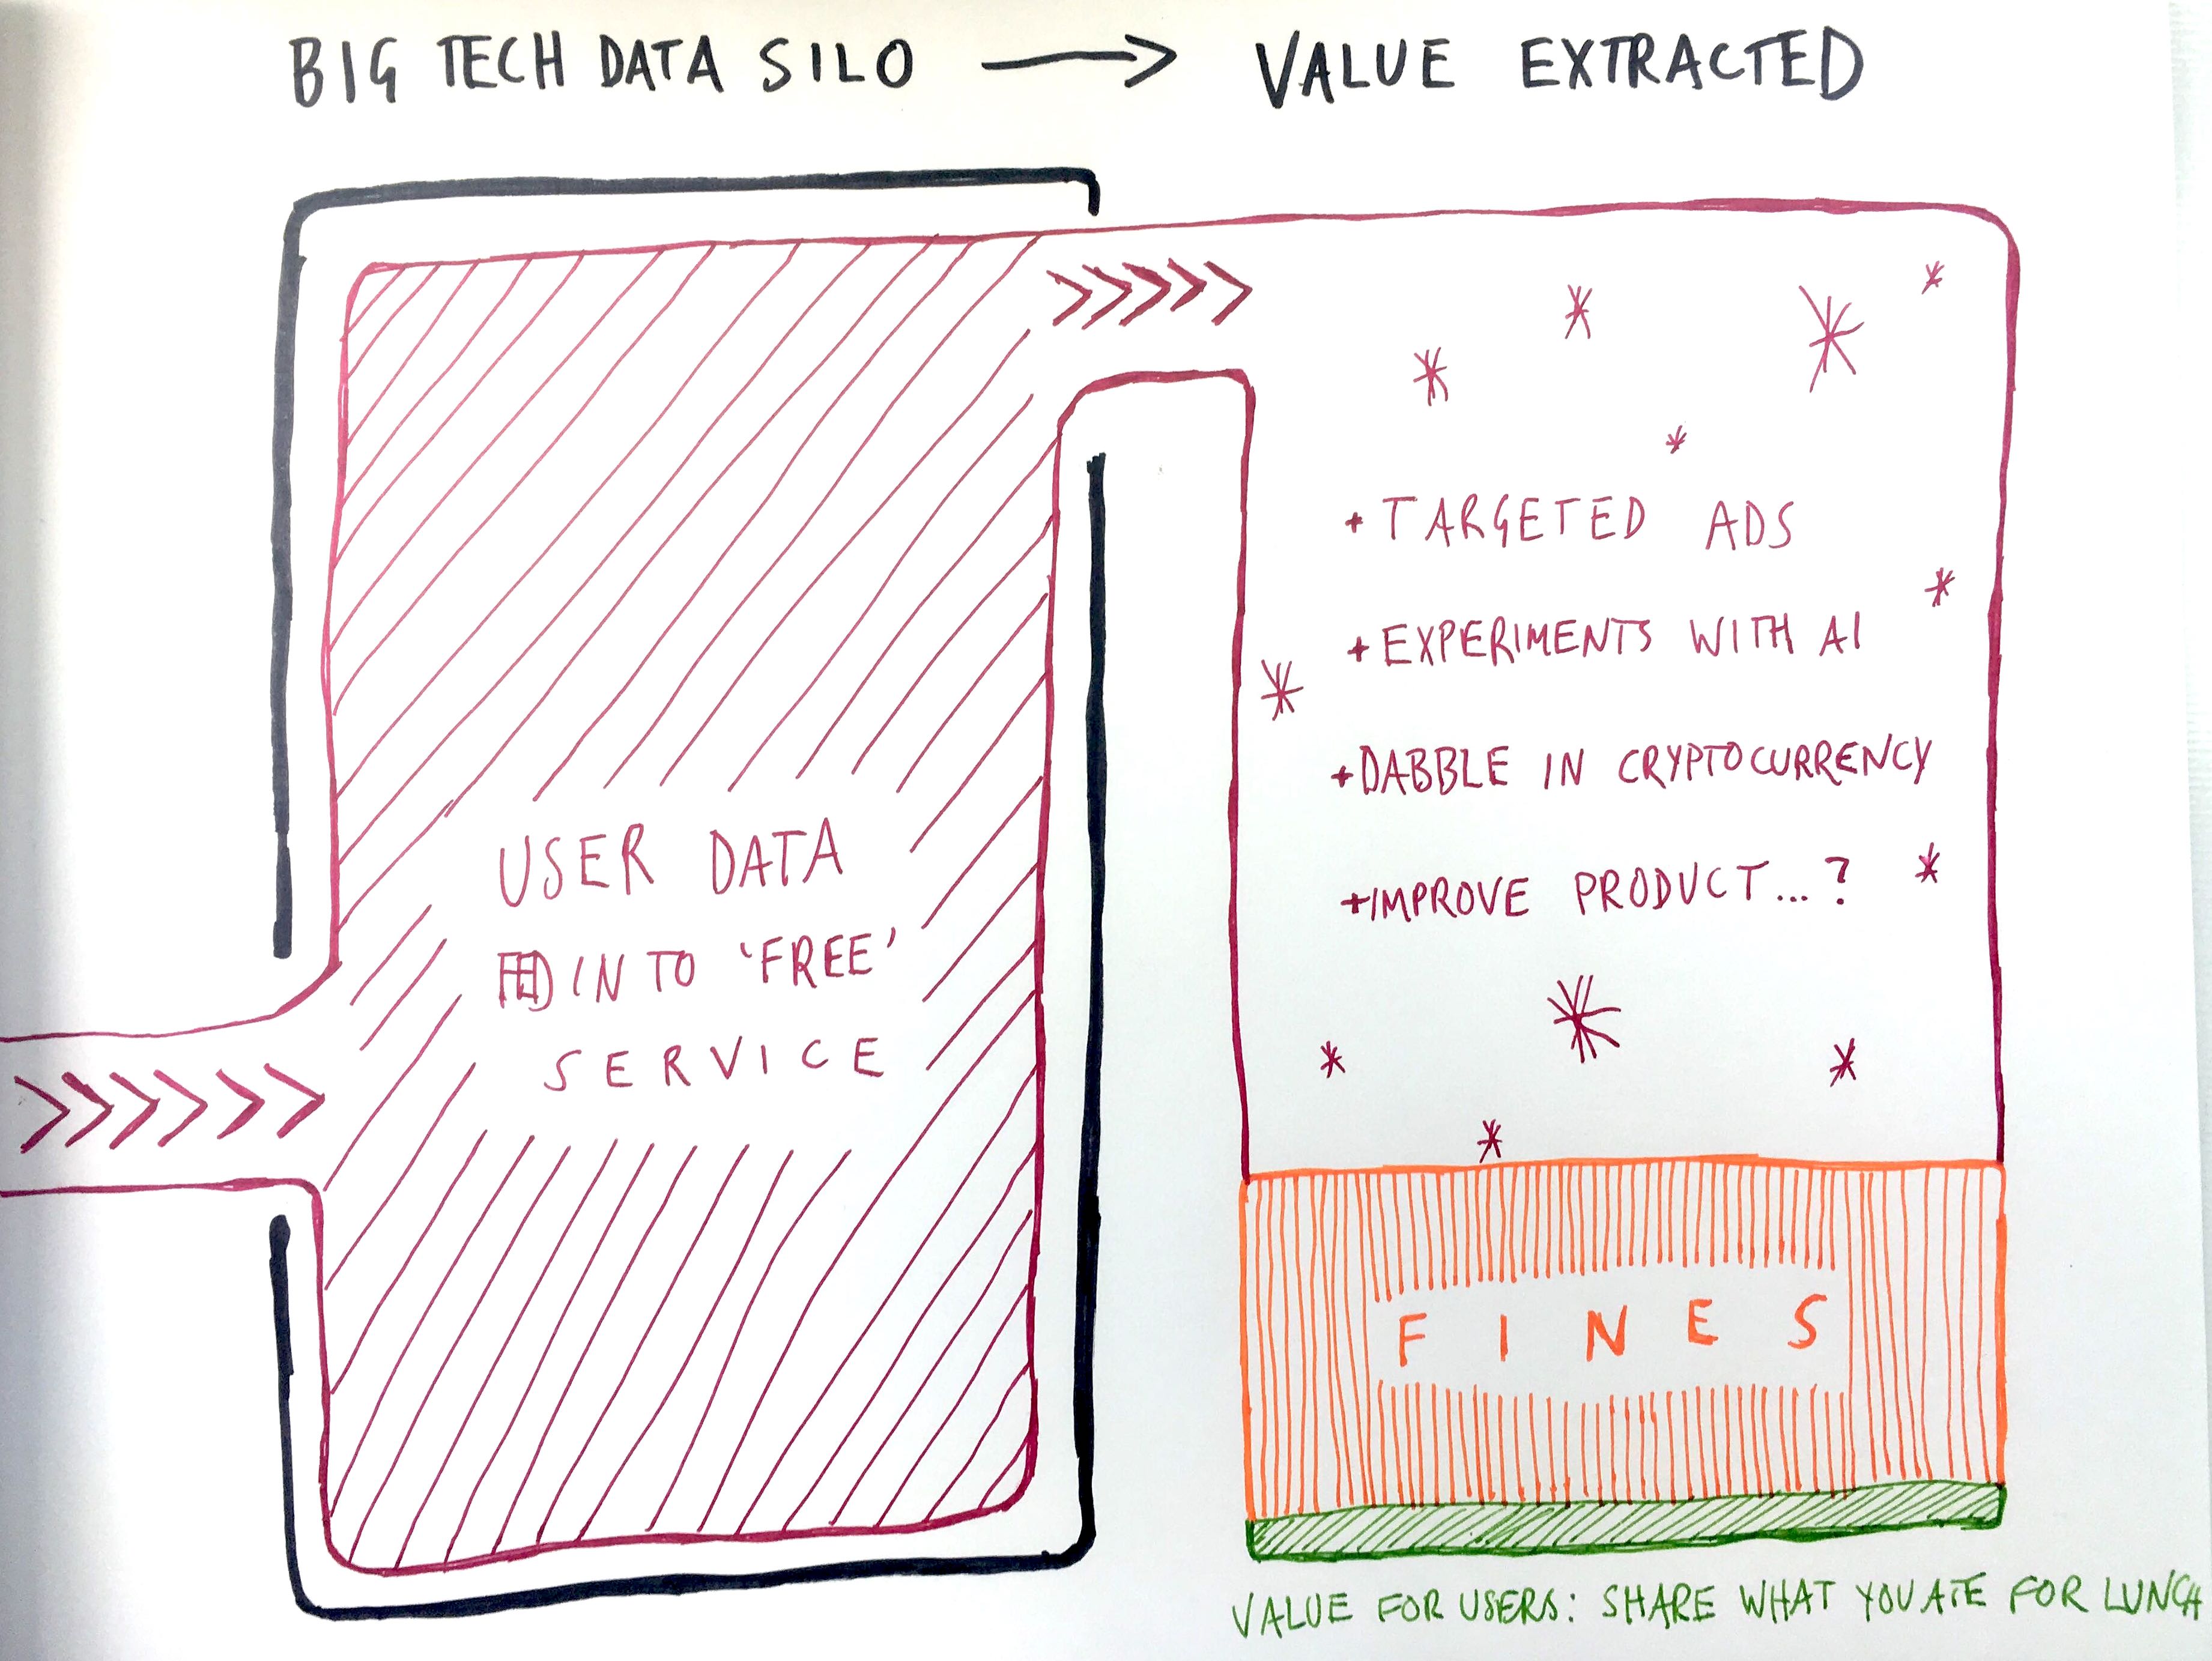 BIG TECH DATA SILO → VALUE EXTRACTED
USER DATA
FED INTO 'FREE'
SERVICE
+ TARGETED ADS
+ EXPERIMENTS WITH AI
+ DABBLE IN CRYPTOCURRENCY
+ IMPROVE PRODUCT...?
FINES
VALUE FOR USERS: SHARE WHAT YOU ATE FOR LUNCH